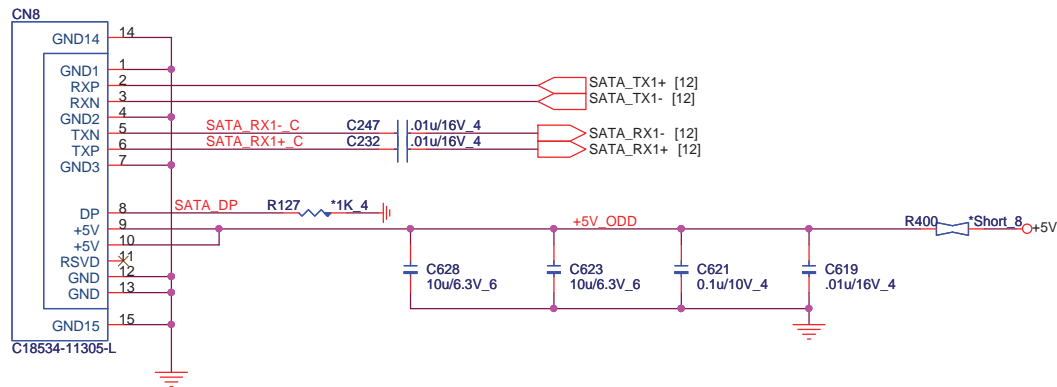 CN8
GND14 14
GND1 1
RXP 2 SATA_TX1+ [12]
RXN 3 SATA_TX1- [12]
GND2 4
TXN 5 SATA_RX1-_C C247 .01u/16V_4 SATA_RX1- [12]
TXP 6 SATA_RX1+_C C232 .01u/16V_4 SATA_RX1+ [12]
GND3 7
DP 8 SATA_DP R127 *1K_4
+5V 9 +5V_ODD R400 *Short_8 +5V
+5V 10
RSVD 11
GND 12
GND 13
C628 C623 C621 C619
10u/6.3V_6 10u/6.3V_6 0.1u/10V_4 .01u/16V_4
GND15 15
C18534-11305-L